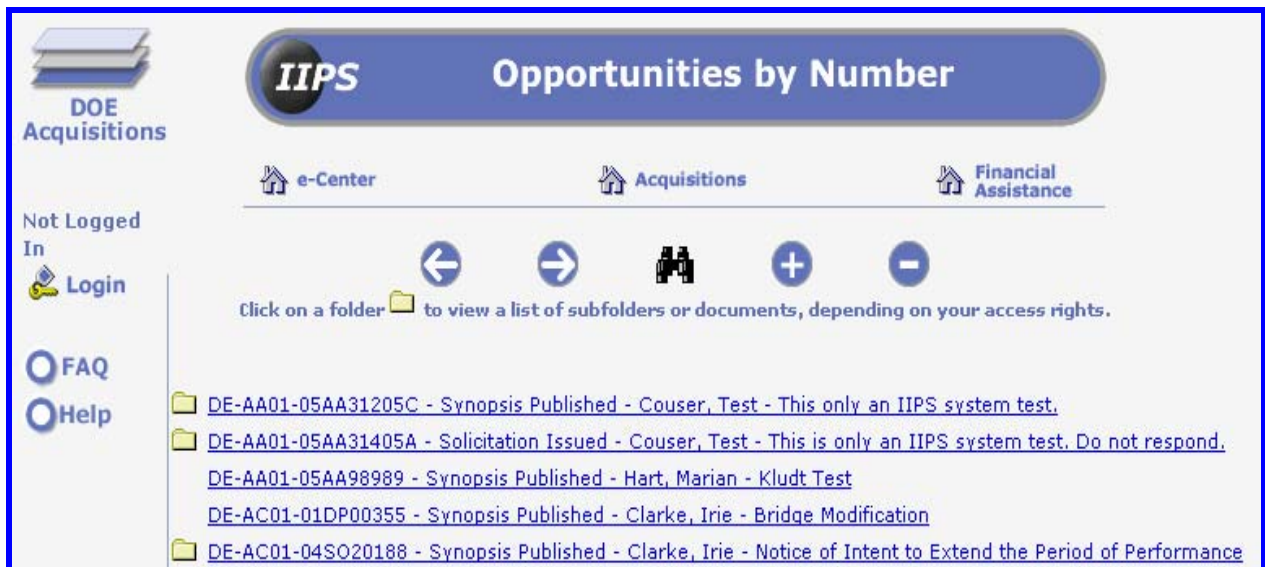 DOE
Acquisitions
IIPS
Opportunities by Number
e-Center
Acquisitions
Financial
Assistance
Not Logged
In
Login
Click on a folder to view a list of subfolders or documents, depending on your access rights.
FAQ
Help
DE-AA01-05AA31205C - Synopsis Published - Couser, Test - This only an IIPS system test.
DE-AA01-05AA31405A - Solicitation Issued - Couser, Test - This is only an IIPS system test. Do not respond.
DE-AA01-05AA98989 - Synopsis Published - Hart, Marian - Kludt Test
DE-AC01-01DP00355 - Synopsis Published - Clarke, Irie - Bridge Modification
DE-AC01-04SO20188 - Synopsis Published - Clarke, Irie - Notice of Intent to Extend the Period of Performance